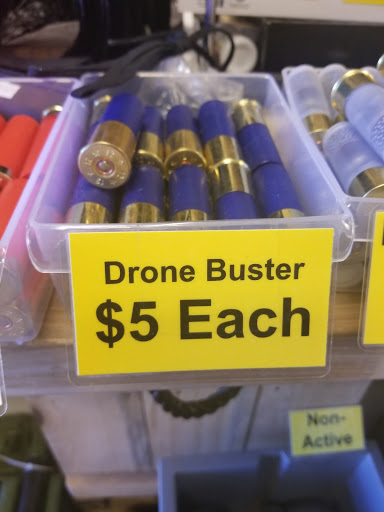 Drone Buster
$5 Each
Non-
Active